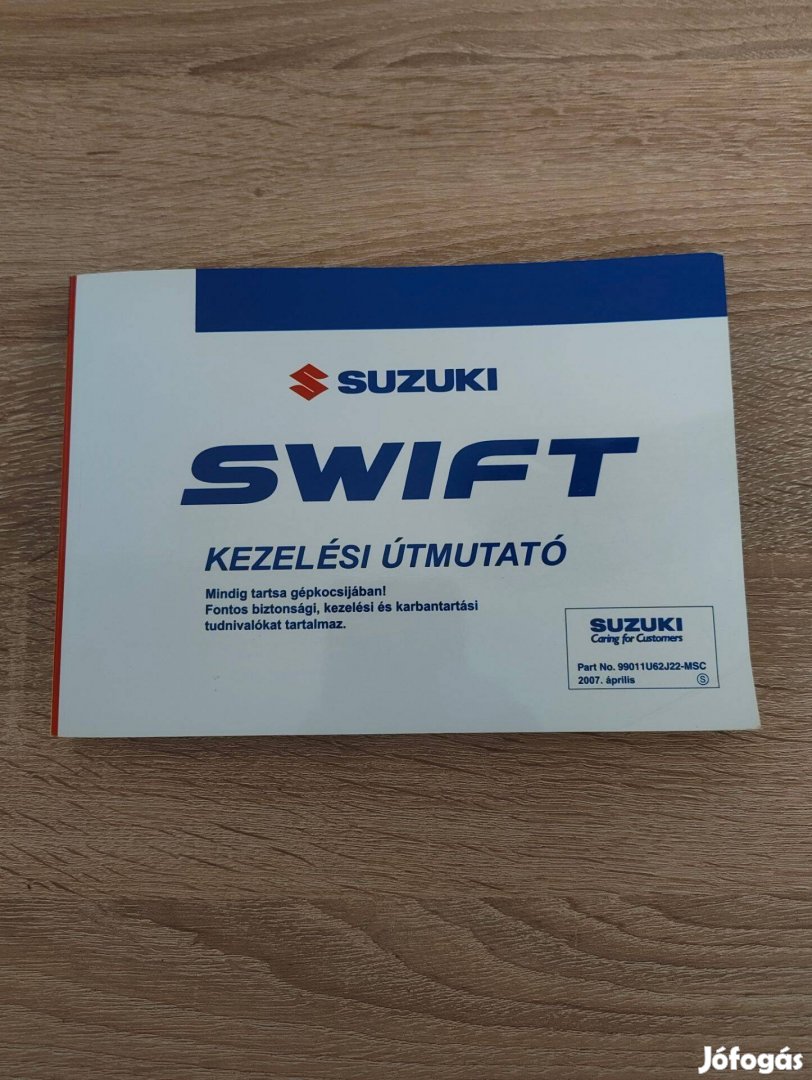 SUZUKI
SWIFT
KEZELÉSI ÚTMUTATÓ
Mindig tartsa gépkocsijában!
Fontos biztonsági, kezelési és karbantartási
tudnivalókat tartalmaz.
SUZUKI
Caring for Customers
Part No. 99011U62J22-MSC
2007. április
S
Jófogás